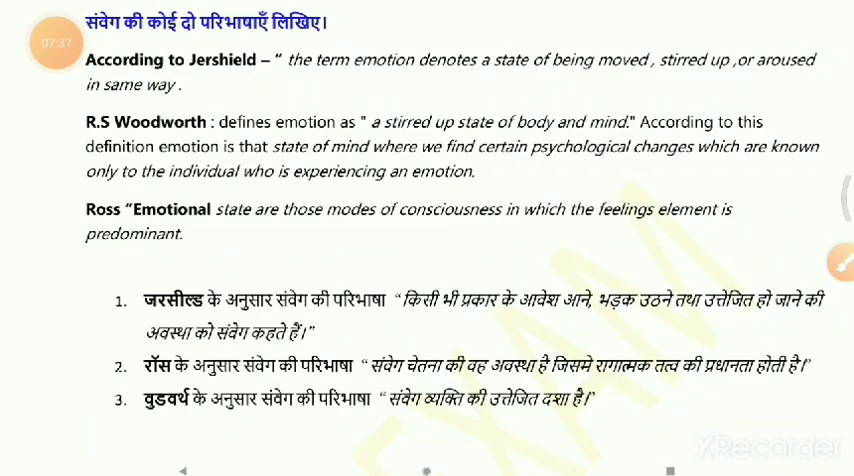 संवेग की कोई दो परिभाषाएँ लिखिए।
07:37
According to Jershield – “ the term emotion denotes a state of being moved , stirred up ,or aroused
in same way .
R.S Woodworth : defines emotion as " a stirred up state of body and mind." According to this
definition emotion is that state of mind where we find certain psychological changes which are known
only to the individual who is experiencing an emotion.
Ross “Emotional state are those modes of consciousness in which the feelings element is
predominant.
1. जरसील्ड के अनुसार संवेग की परिभाषा “किसी भी प्रकार के आवेश आने, भड़क उठने तथा उत्तेजित हो जाने की
अवस्था को संवेग कहते हैं।”
2. रॉस के अनुसार संवेग की परिभाषा “संवेग चेतना की वह अवस्था है जिसमे रागात्मक तत्व की प्रधानता होती है।”
3. वुडवर्थ के अनुसार संवेग की परिभाषा “संवेग व्यक्ति की उत्तेजित दशा है।”
EXAM
XRecorder